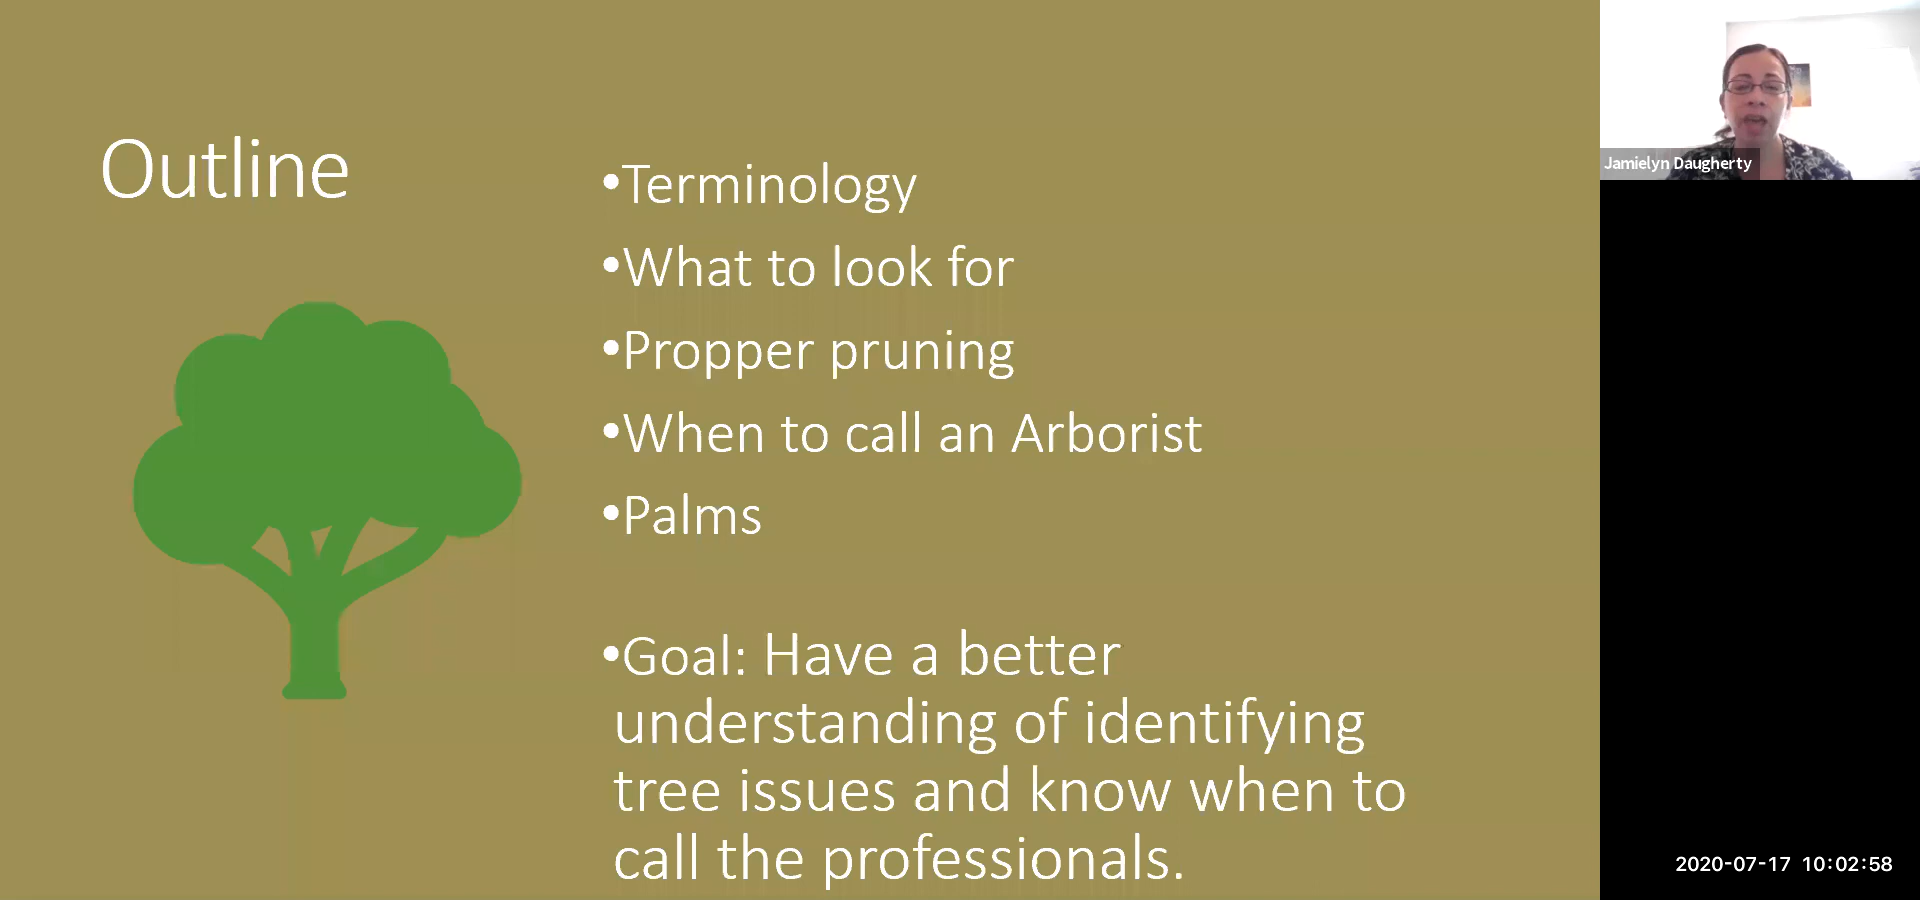 Outline
•Terminology
•What to look for
•Propper pruning
•When to call an Arborist
•Palms
•Goal: Have a better
understanding of identifying
tree issues and know when to
call the professionals.
Jamielyn Daugherty
2020-07-17 10:02:58